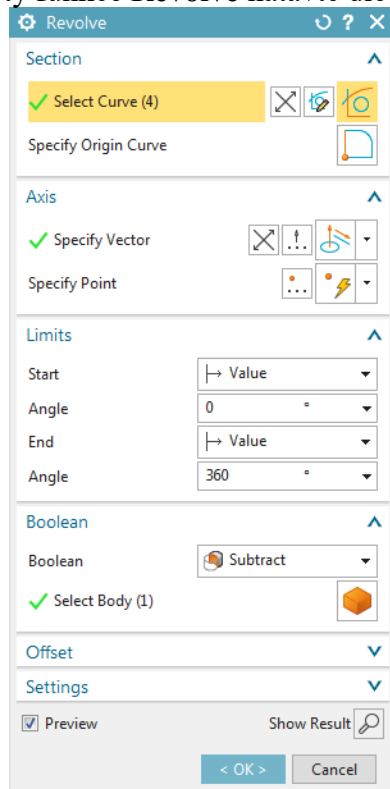 Revolve ? ×
Section
Select Curve (4)
Specify Origin Curve
Axis
Specify Vector
Specify Point
Limits
Start Value
Angle 0 °
End Value
Angle 360 °
Boolean
Boolean Subtract
Select Body (1)
Offset
Settings
Preview Show Result
< OK > Cancel